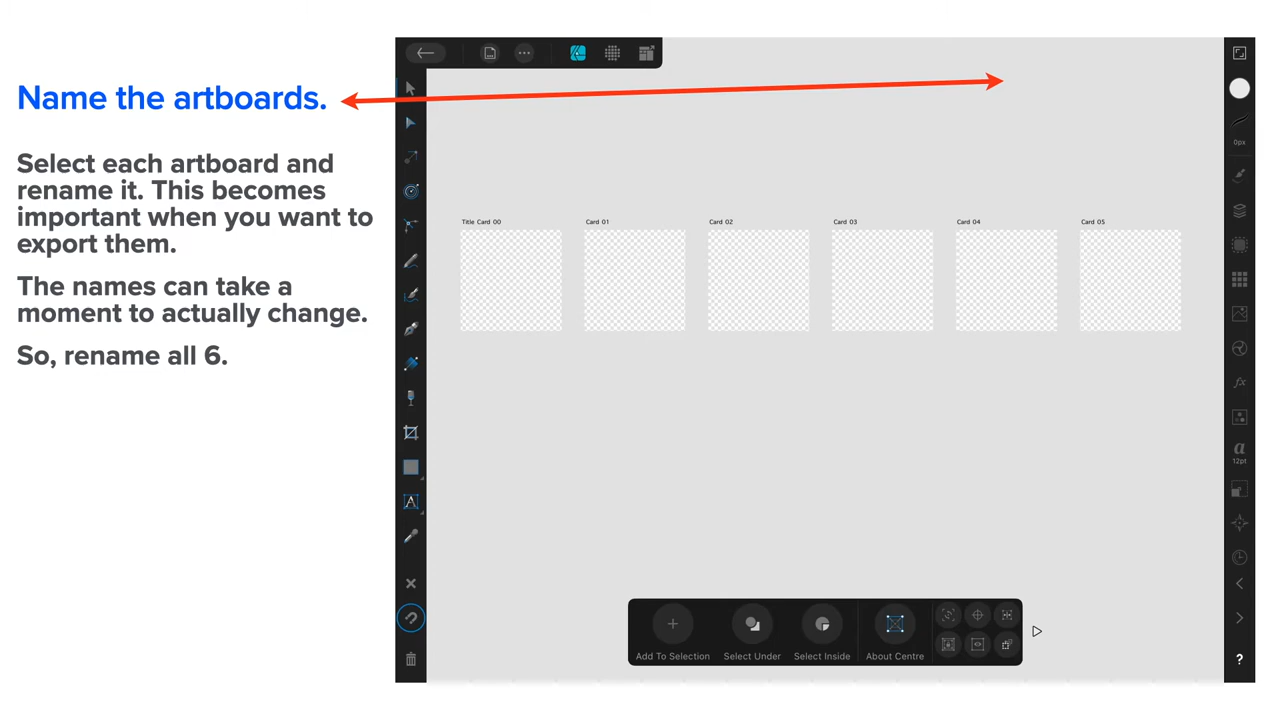 Name the artboards.
Select each artboard and
rename it. This becomes
important when you want to
export them.
The names can take a
moment to actually change.
So, rename all 6.
Title Card 00
Card 01
Card 02
Card 03
Card 04
Card 05
0px
fx
a
12pt
A
Add To Selection
Select Under
Select Inside
About Centre
?